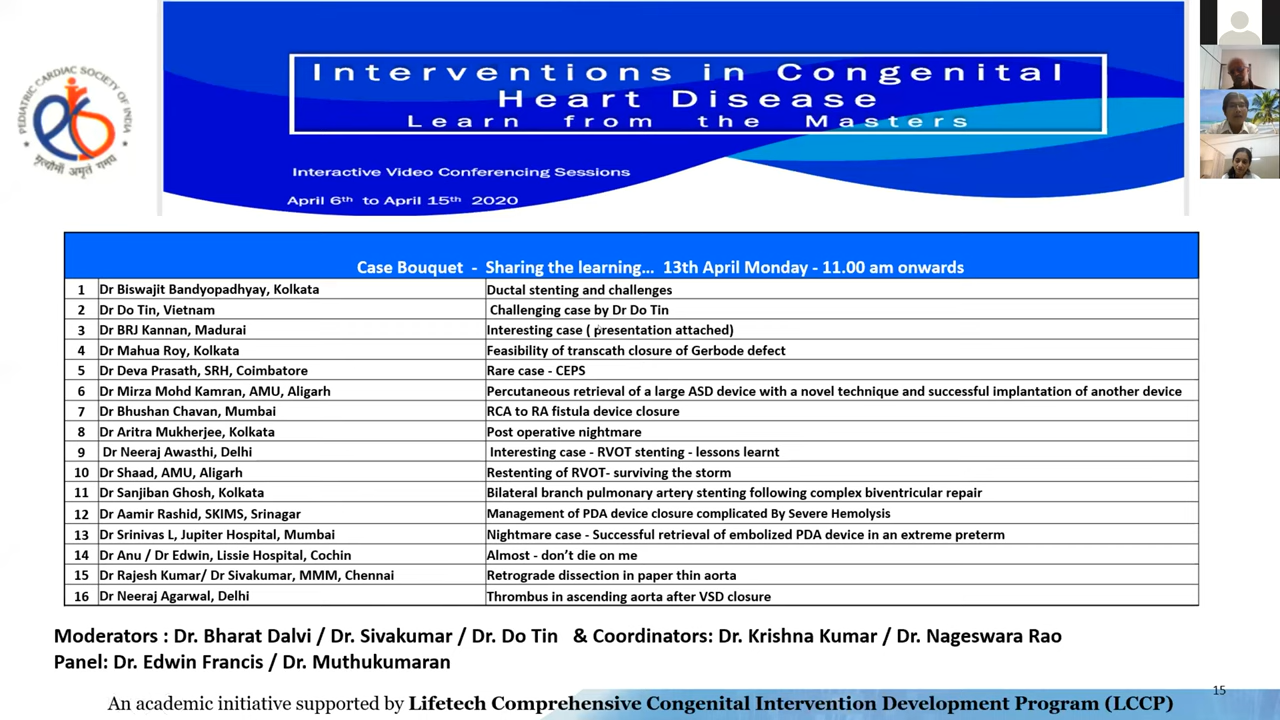 PEDIATRIC CARDIAC SOCIETY OF INDIA
मृत्योर्मा अमृतं गमय
Interventions in Congenital
Heart Disease
Learn from the Masters
Interactive Video Conferencing Sessions
April 6th to April 15th 2020
Case Bouquet - Sharing the learning... 13th April Monday - 11.00 am onwards
1 Dr Biswajit Bandyopadhyay, Kolkata Ductal stenting and challenges
2 Dr Do Tin, Vietnam Challenging case by Dr Do Tin
3 Dr BRJ Kannan, Madurai Interesting case ( presentation attached)
4 Dr Mahua Roy, Kolkata Feasibility of transcath closure of Gerbode defect
5 Dr Deva Prasath, SRH, Coimbatore Rare case - CEPS
6 Dr Mirza Mohd Kamran, AMU, Aligarh Percutaneous retrieval of a large ASD device with a novel technique and successful implantation of another device
7 Dr Bhushan Chavan, Mumbai RCA to RA fistula device closure
8 Dr Aritra Mukherjee, Kolkata Post operative nightmare
9 Dr Neeraj Awasthi, Delhi Interesting case - RVOT stenting - lessons learnt
10 Dr Shaad, AMU, Aligarh Restenting of RVOT- surviving the storm
11 Dr Sanjiban Ghosh, Kolkata Bilateral branch pulmonary artery stenting following complex biventricular repair
12 Dr Aamir Rashid, SKIMS, Srinagar Management of PDA device closure complicated By Severe Hemolysis
13 Dr Srinivas L, Jupiter Hospital, Mumbai Nightmare case - Successful retrieval of embolized PDA device in an extreme preterm
14 Dr Anu / Dr Edwin, Lissie Hospital, Cochin Almost - don't die on me
15 Dr Rajesh Kumar/ Dr Sivakumar, MMM, Chennai Retrograde dissection in paper thin aorta
16 Dr Neeraj Agarwal, Delhi Thrombus in ascending aorta after VSD closure
Moderators : Dr. Bharat Dalvi / Dr. Sivakumar / Dr. Do Tin & Coordinators: Dr. Krishna Kumar / Dr. Nageswara Rao
Panel: Dr. Edwin Francis / Dr. Muthukumaran
15
An academic initiative supported by Lifetech Comprehensive Congenital Intervention Development Program (LCCP)